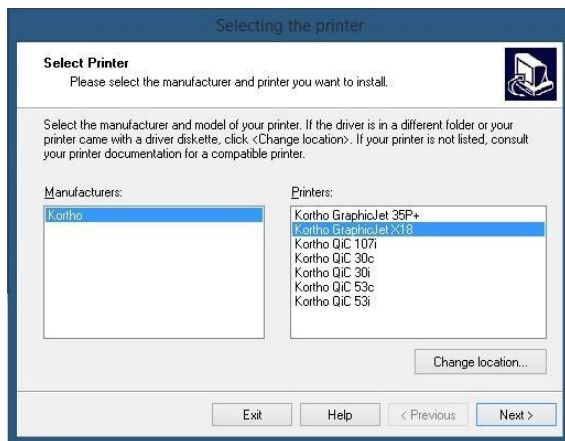 Selecting the printer
Select Printer
Please select the manufacturer and printer you want to install.
Select the manufacturer and model of your printer. If the driver is in a different folder or your
printer came with a driver diskette, click <Change location>. If your printer is not listed, consult
your printer documentation for a compatible printer.
Manufacturers:
Kortho
Printers:
Kortho GraphicJet 35P+
Kortho GraphicJet X18
Kortho QiC 107i
Kortho QiC 30c
Kortho QiC 30i
Kortho QiC 53c
Kortho QiC 53i
Change location...
Exit
Help
< Previous
Next >